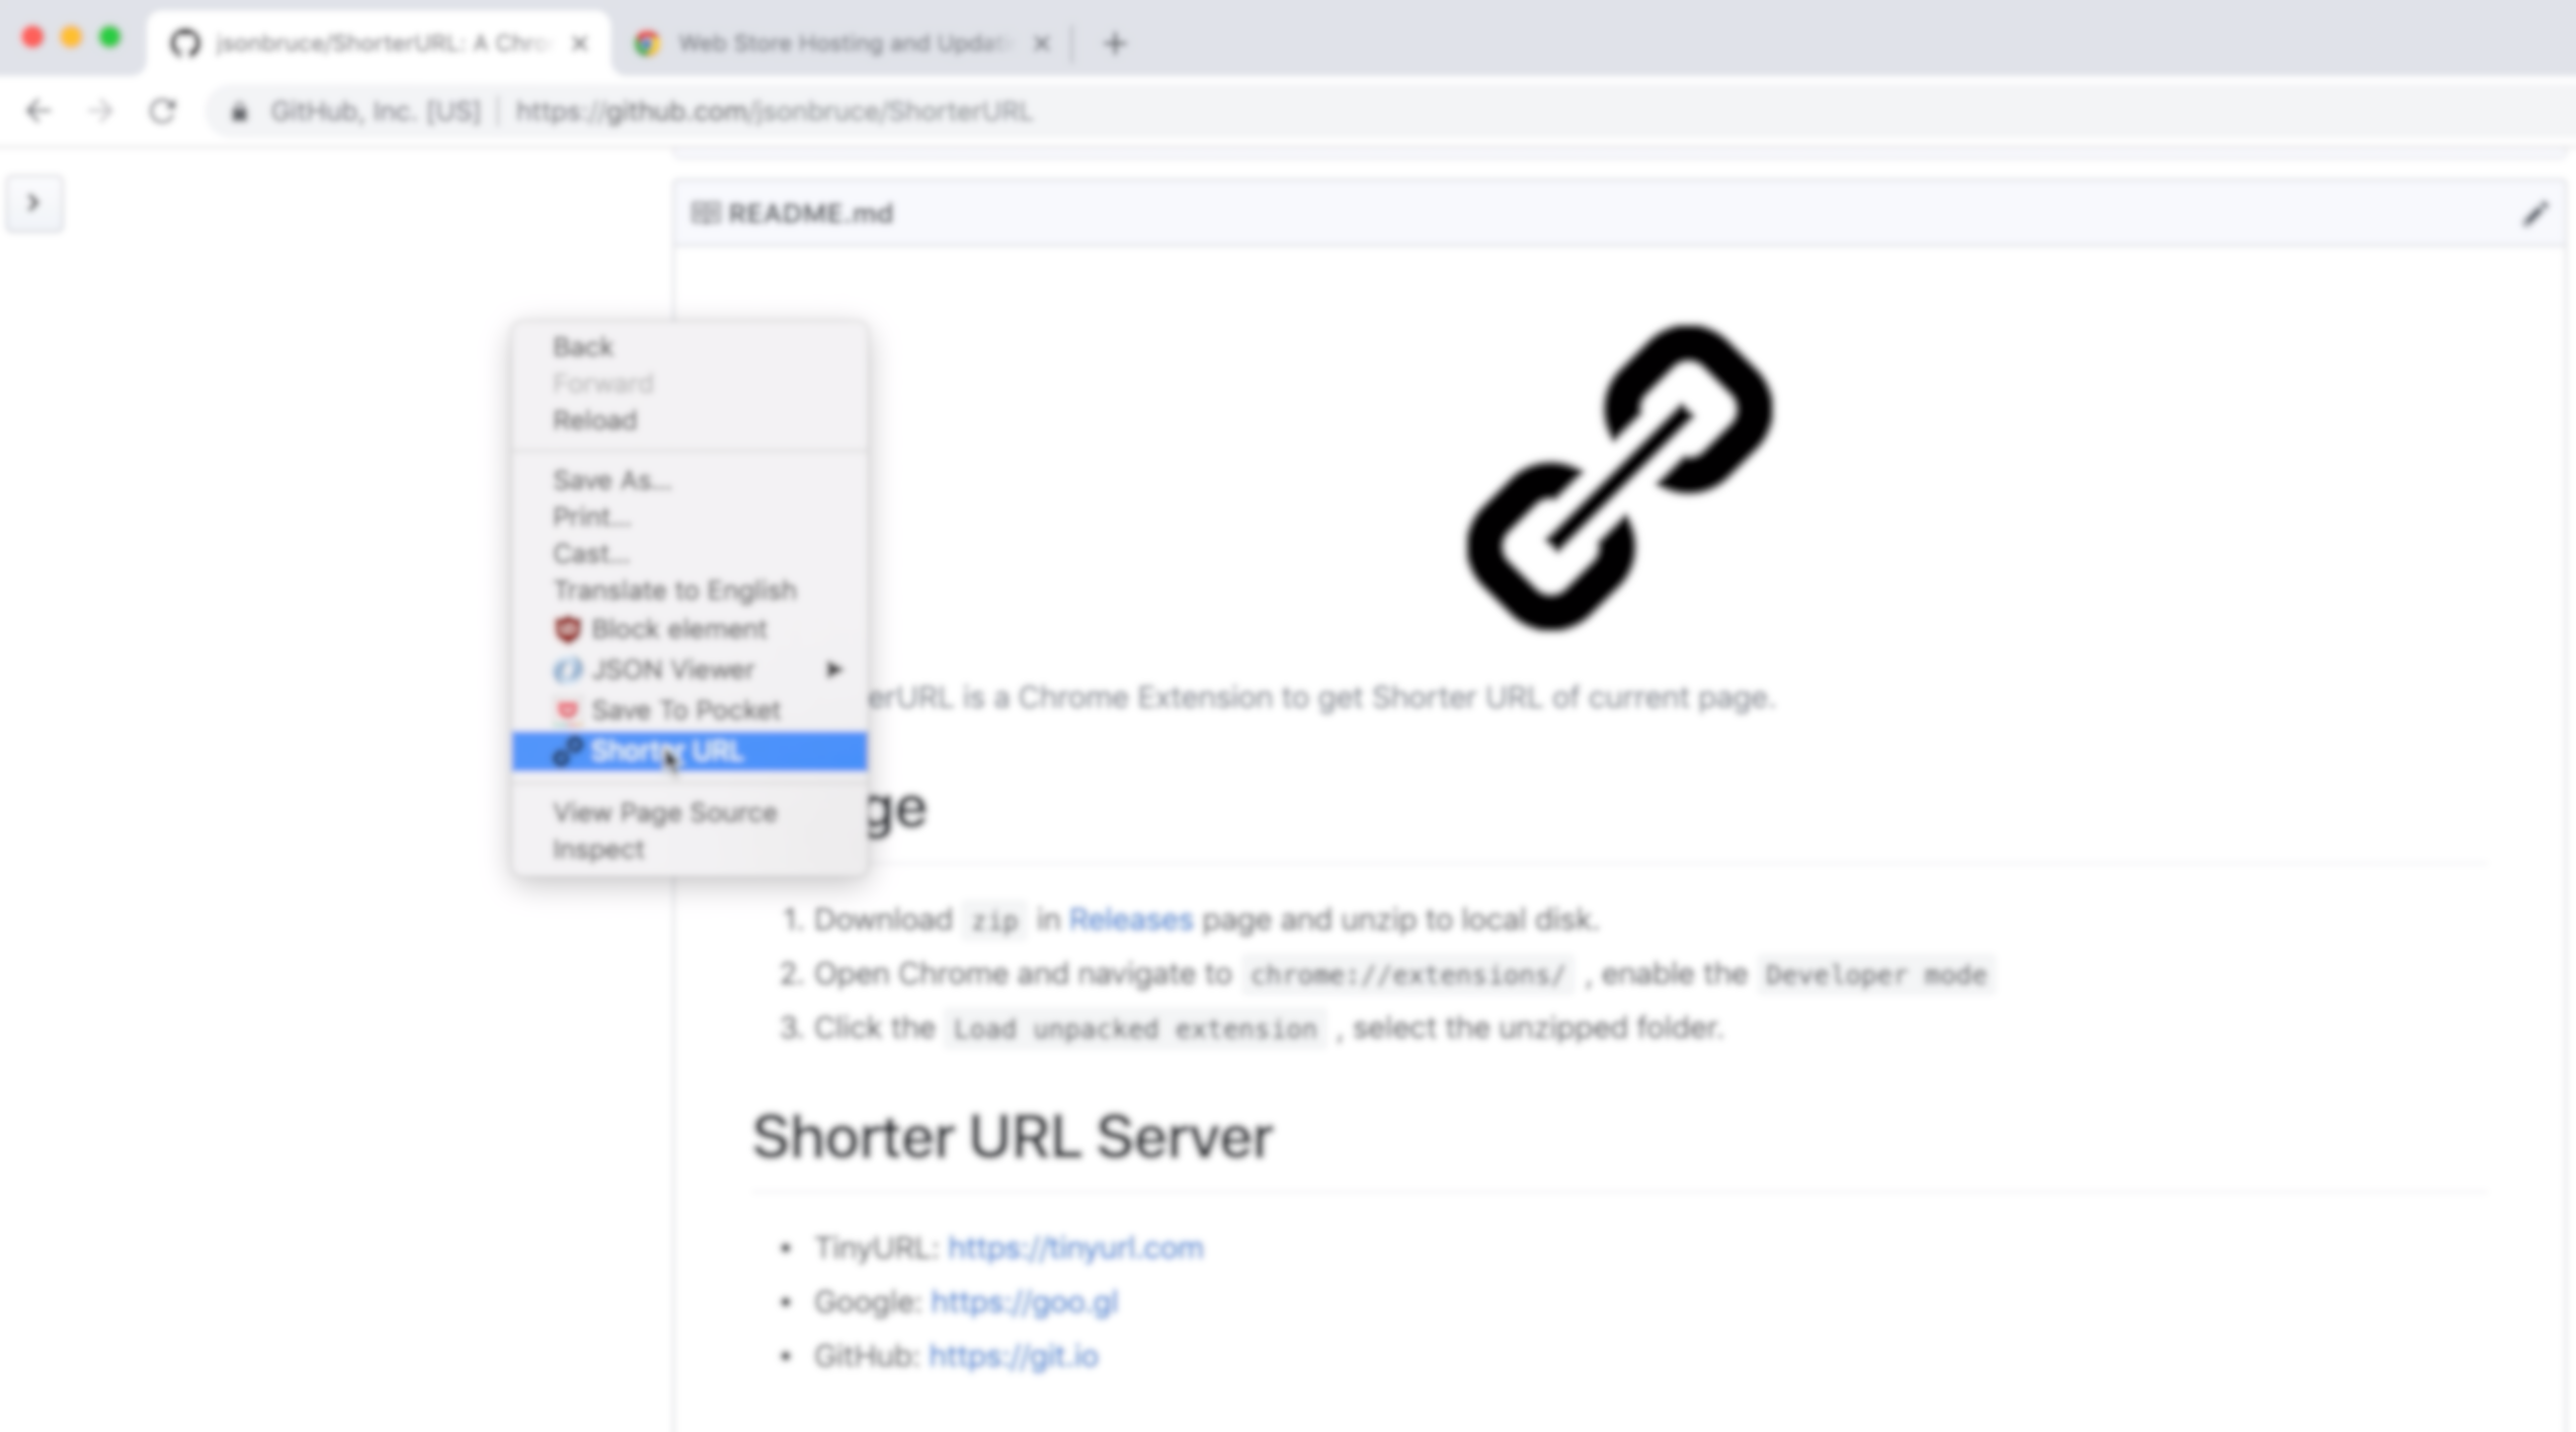 jsonbruce/ShorterURL: A Chro
Web Store Hosting and Updat
GitHub, Inc. [US] | https://github.com/jsonbruce/ShorterURL
README.md
Back
Forward
Reload
Save As...
Print...
Cast...
Translate to English
Block element
JSON Viewer
Save To Pocket
Shorter URL
View Page Source
Inspect
erURL is a Chrome Extension to get Shorter URL of current page.
ge
1. Download zip in Releases page and unzip to local disk.
2. Open Chrome and navigate to chrome://extensions/ , enable the Developer mode
3. Click the Load unpacked extension , select the unzipped folder.
Shorter URL Server
• TinyURL: https://tinyurl.com
• Google: https://goo.gl
• GitHub: https://git.io